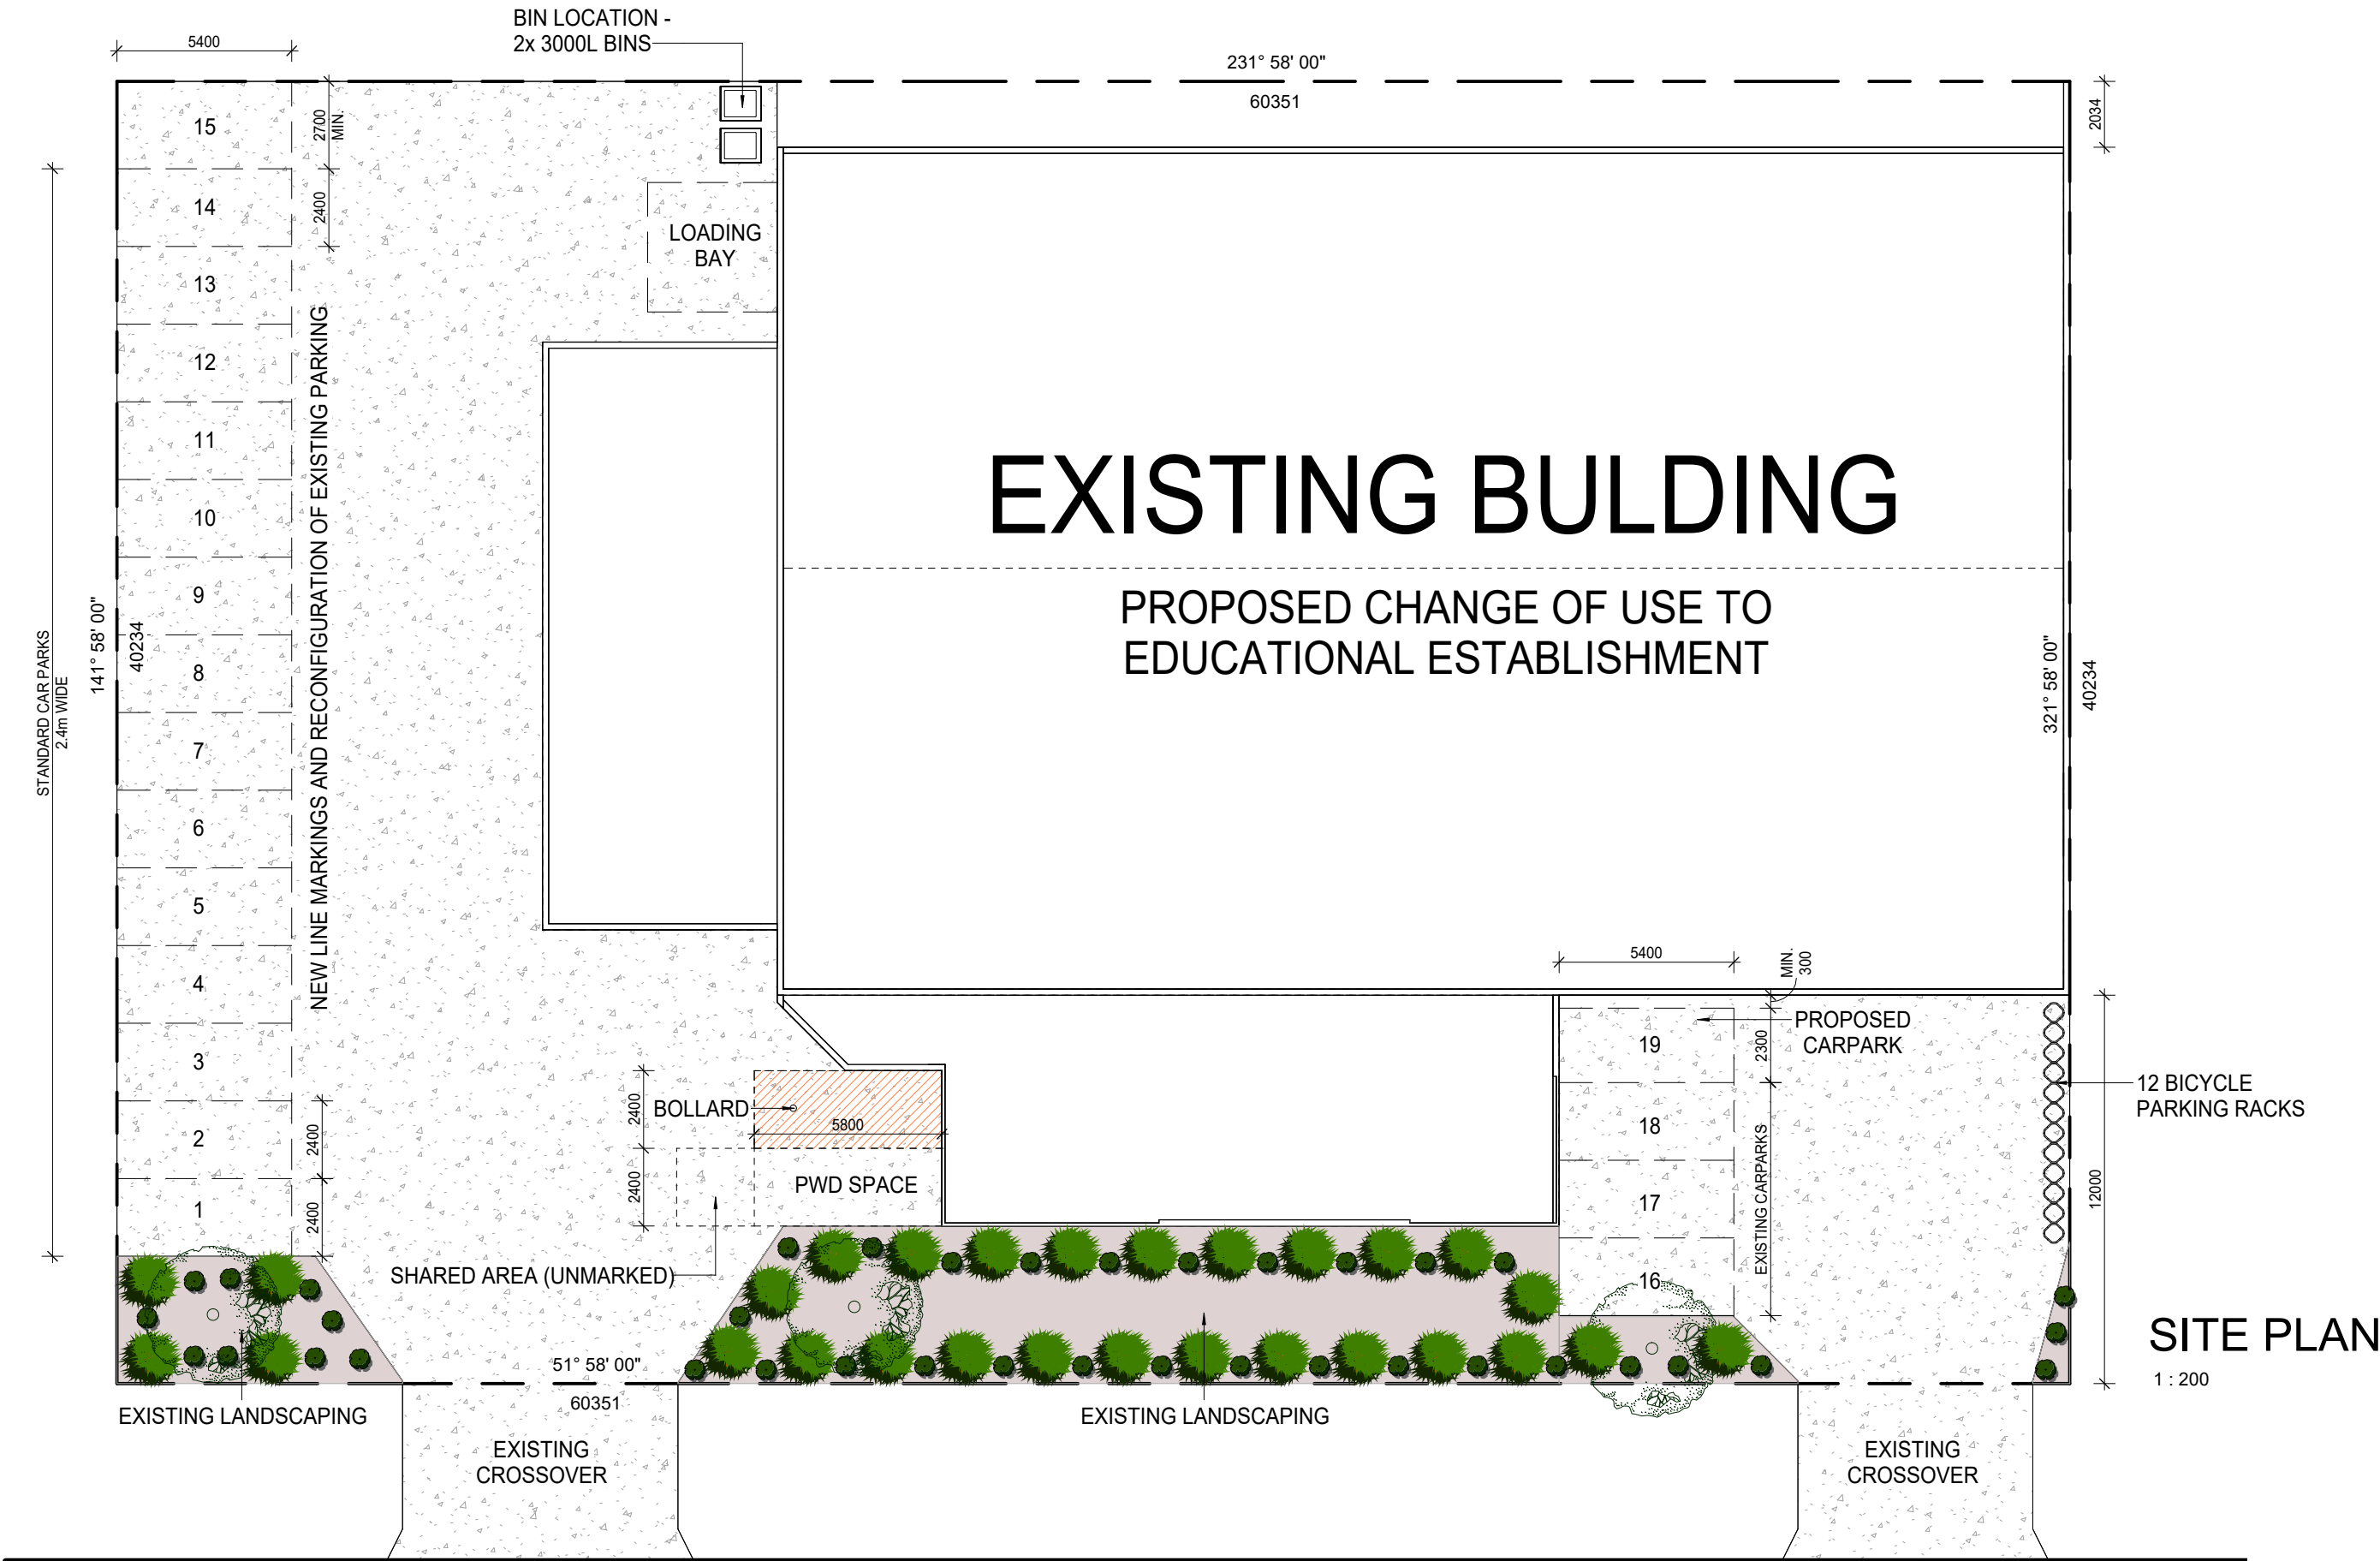 BIN LOCATION -
2x 3000L BINS
5400
231° 58' 00"
60351
2034
15
2700
MIN.
14
2400
LOADING
BAY
13
12
11
10
9
8
7
6
5
4
3
2
1
NEW LINE MARKINGS AND RECONFIGURATION OF EXISTING PARKING
STANDARD CAR PARKS
2.4m WIDE
141° 58' 00"
40234
EXISTING BULDING
PROPOSED CHANGE OF USE TO
EDUCATIONAL ESTABLISHMENT
321° 58' 00"
40234
5400
MIN.
300
PROPOSED
CARPARK
19
2300
18
17
16
EXISTING CARPARKS
12 BICYCLE
PARKING RACKS
12000
2400
BOLLARD
5800
2400
PWD SPACE
2400
2400
SHARED AREA (UNMARKED)
51° 58' 00"
60351
EXISTING LANDSCAPING
EXISTING LANDSCAPING
EXISTING
CROSSOVER
EXISTING
CROSSOVER
SITE PLAN
1 : 200